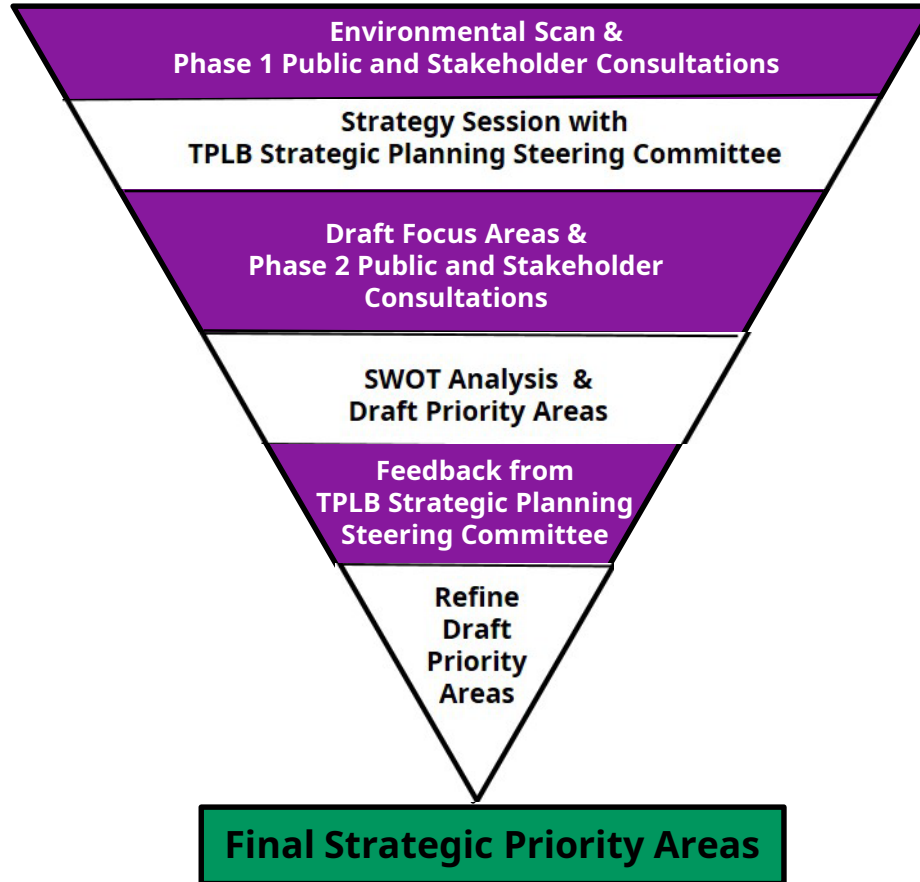 Environmental Scan &
Phase 1 Public and Stakeholder Consultations
Strategy Session with
TPLB Strategic Planning Steering Committee
Draft Focus Areas &
Phase 2 Public and Stakeholder
Consultations
SWOT Analysis &
Draft Priority Areas
Feedback from
TPLB Strategic Planning
Steering Committee
Refine
Draft
Priority
Areas
Final Strategic Priority Areas